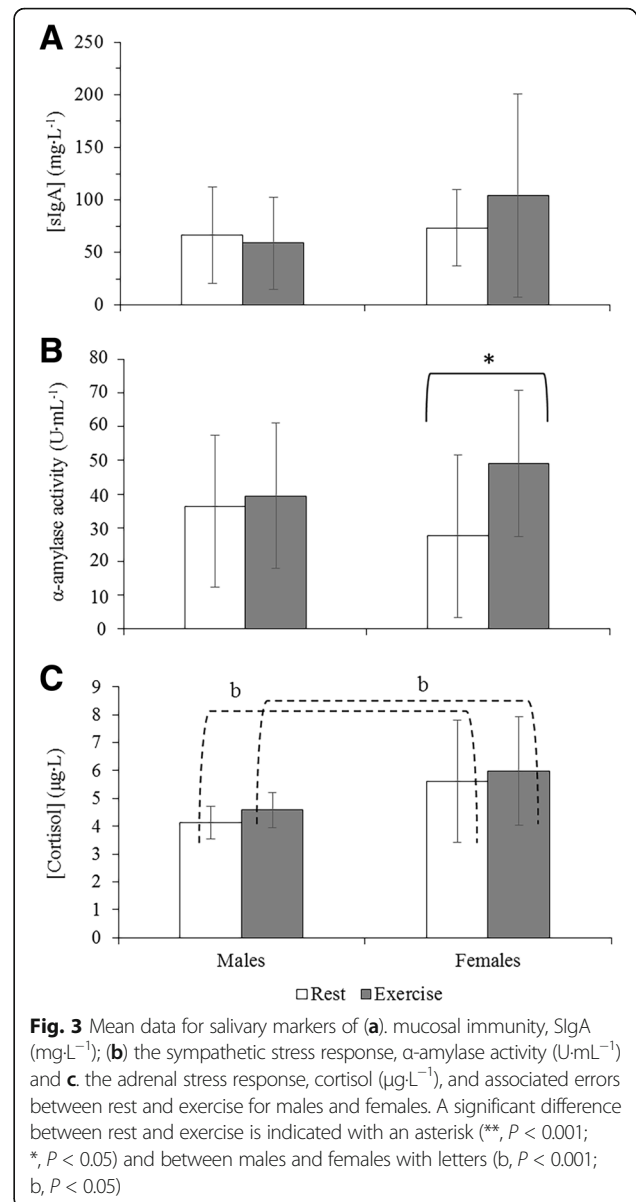 A
250
200
150
100
50
0
[sIgA] (mg·L⁻¹)
B
80
70
60
50
40
30
20
10
0
α-amylase activity (U·mL⁻¹)
*
C
9
8
7
6
5
4
3
2
1
0
[Cortisol] (µg·L)
b
b
Males
Females
Rest
Exercise
Fig. 3 Mean data for salivary markers of (a). mucosal immunity, SIgA
(mg·L⁻¹); (b) the sympathetic stress response, α-amylase activity (U·mL⁻¹)
and c. the adrenal stress response, cortisol (µg·L⁻¹), and associated errors
between rest and exercise for males and females. A significant difference
between rest and exercise is indicated with an asterisk (**, P < 0.001;
*, P < 0.05) and between males and females with letters (b, P < 0.001;
b, P < 0.05)